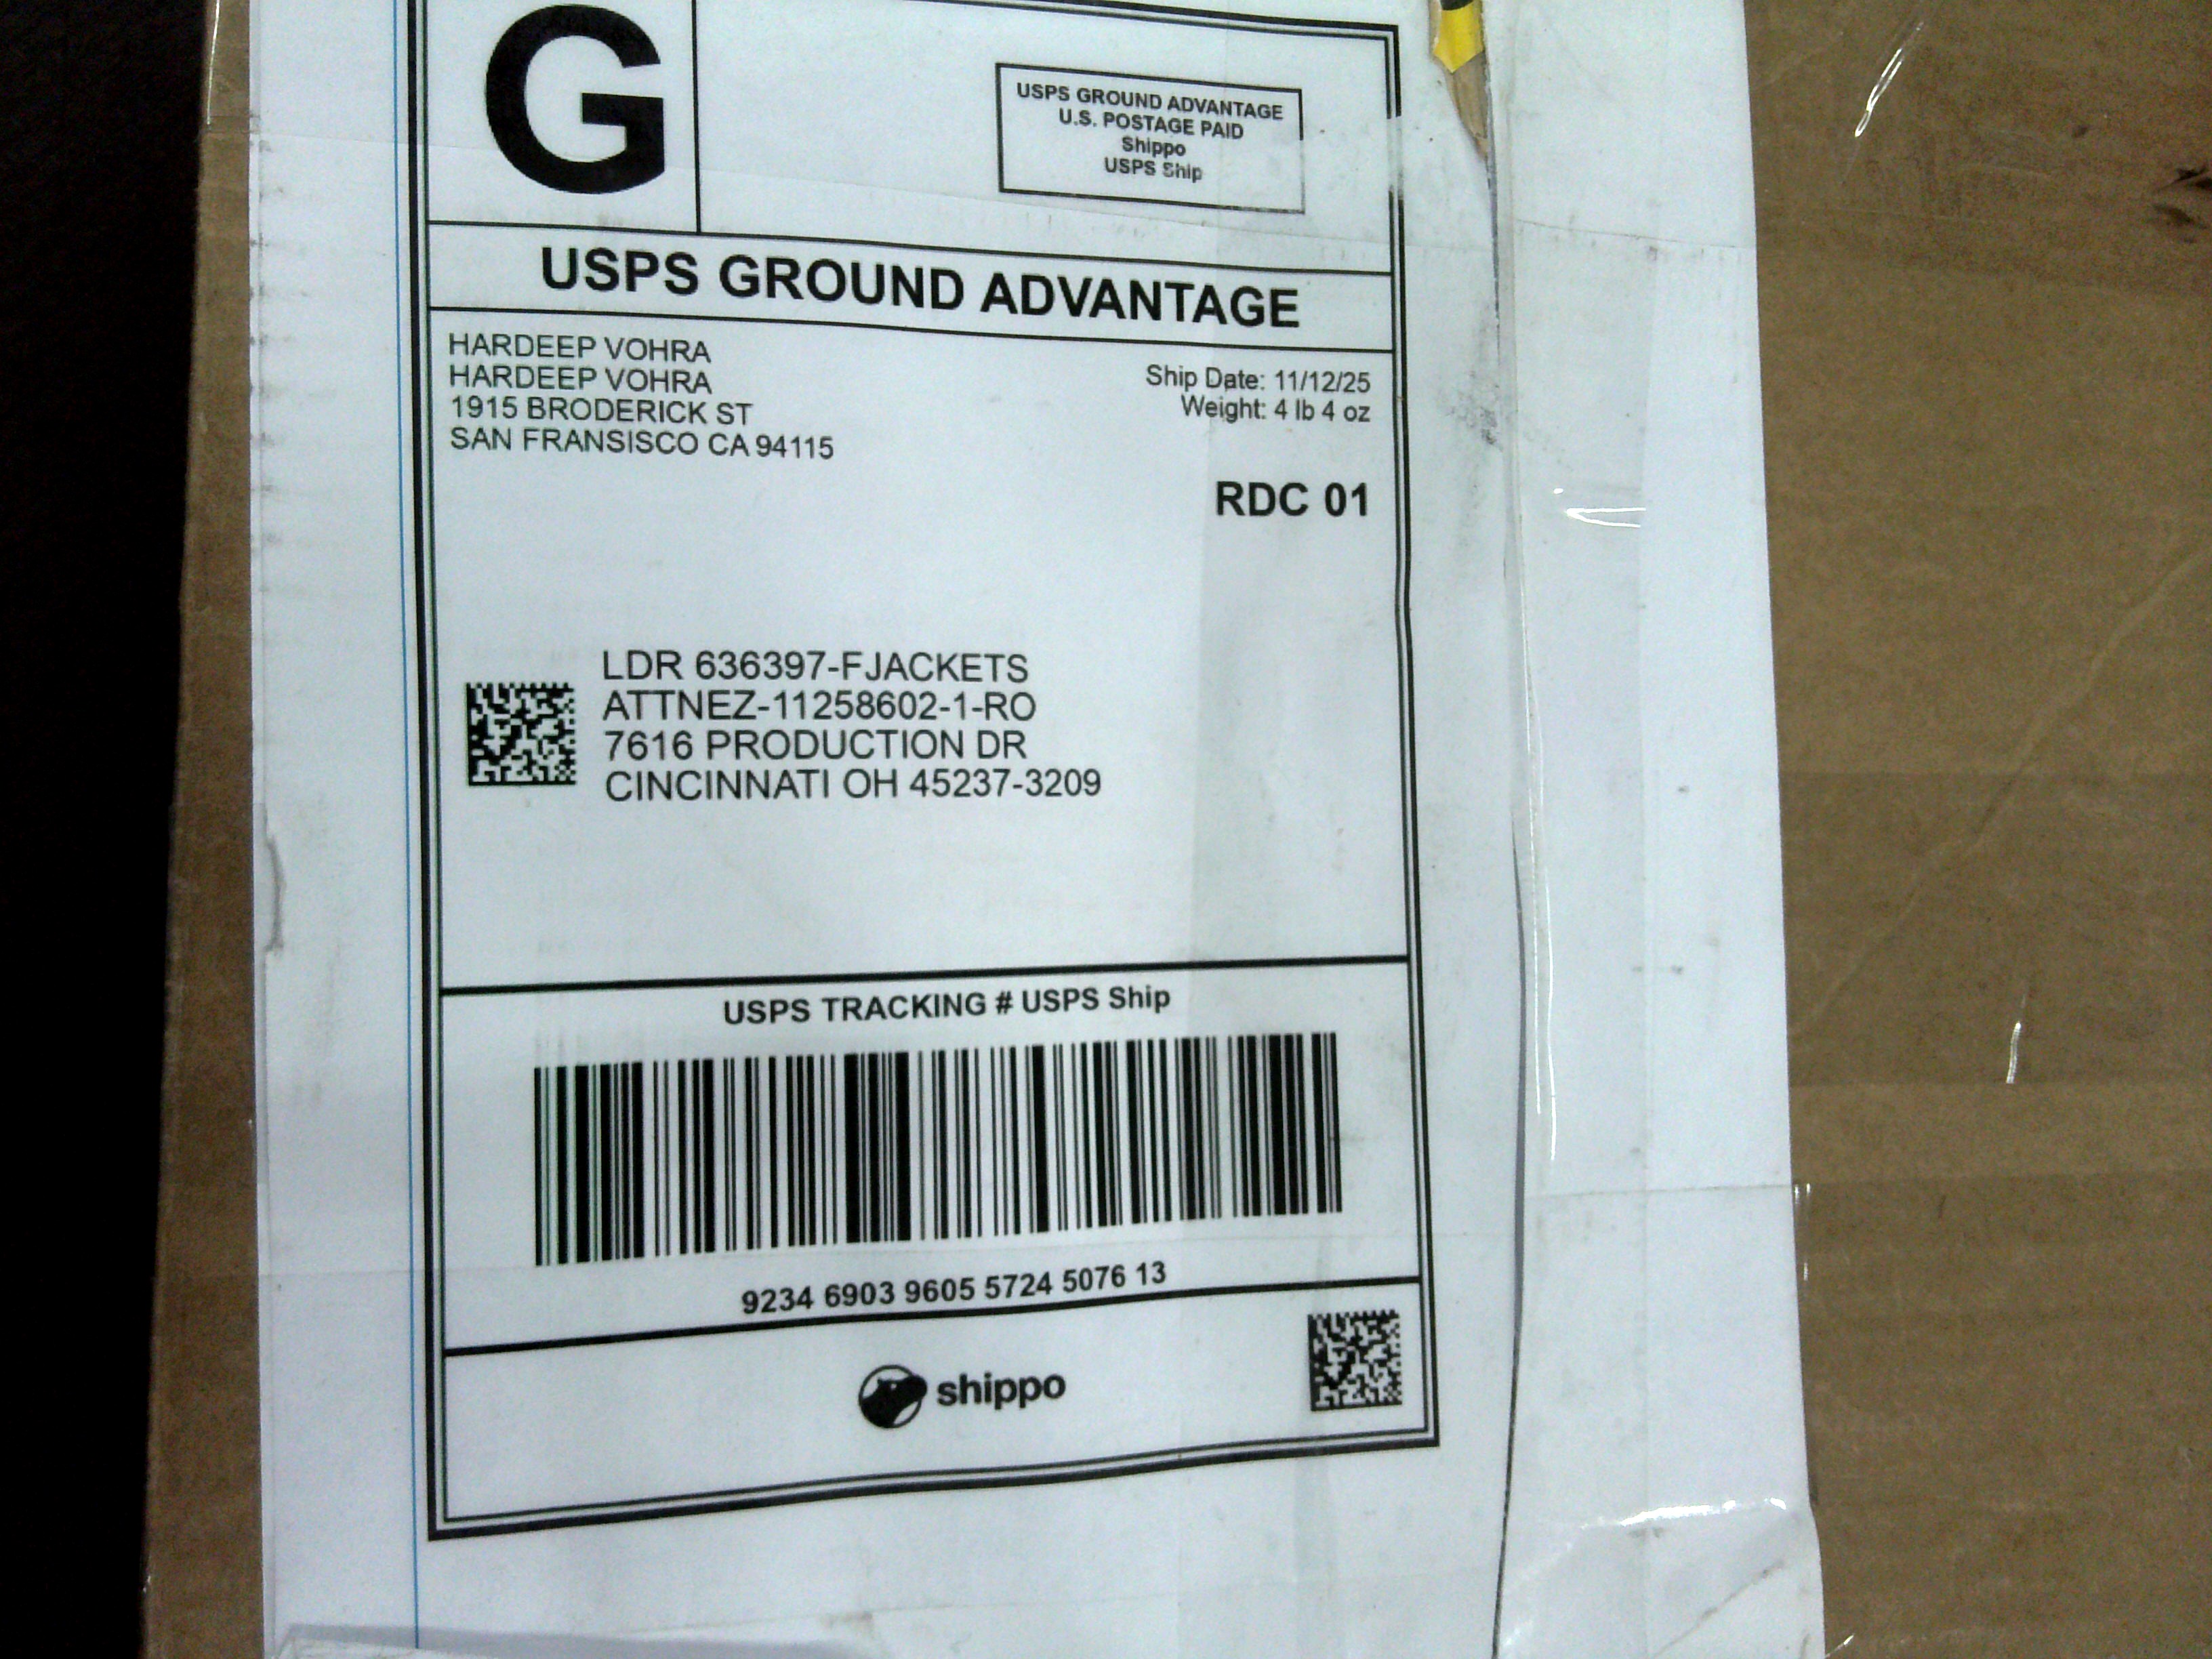 G
USPS GROUND ADVANTAGE
U.S. POSTAGE PAID
Shippo
USPS Ship
USPS GROUND ADVANTAGE
HARDEEP VOHRA
HARDEEP VOHRA
1915 BRODERICK ST
SAN FRANSISCO CA 94115
Ship Date: 11/12/25
Weight: 4 lb 4 oz
RDC 01
LDR 636397-FJACKETS
ATTNEZ-11258602-1-RO
7616 PRODUCTION DR
CINCINNATI OH 45237-3209
USPS TRACKING # USPS Ship
9234 6903 9605 5724 5076 13
shippo